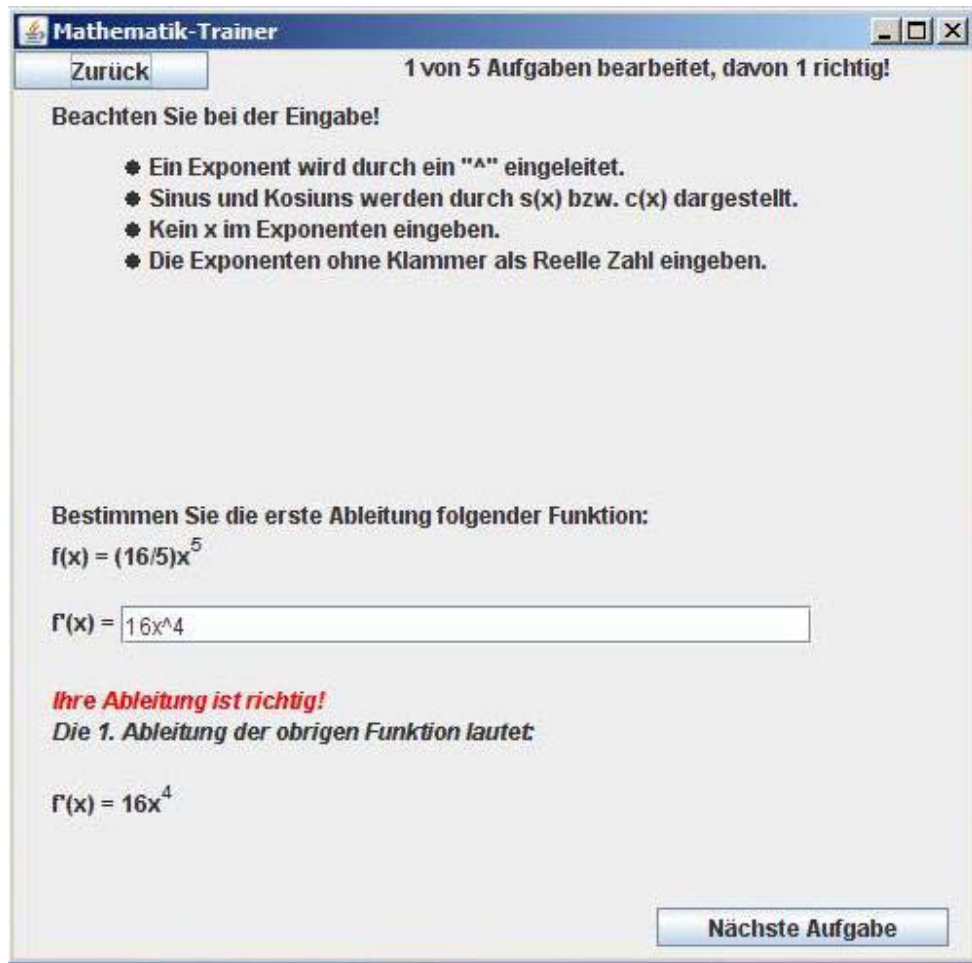 Mathematik-Trainer
Zurück
1 von 5 Aufgaben bearbeitet, davon 1 richtig!
Beachten Sie bei der Eingabe!
● Ein Exponent wird durch ein "^" eingeleitet.
● Sinus und Kosiuns werden durch s(x) bzw. c(x) dargestellt.
● Kein x im Exponenten eingeben.
● Die Exponenten ohne Klammer als Reelle Zahl eingeben.
Bestimmen Sie die erste Ableitung folgender Funktion:
f(x) = (16/5)x⁵
f'(x) = 16x^4
Ihre Ableitung ist richtig!
Die 1. Ableitung der obrigen Funktion lautet:
f'(x) = 16x⁴
Nächste Aufgabe